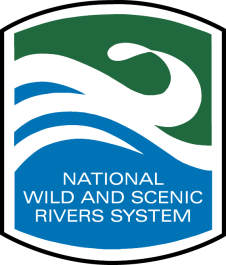 NATIONAL
WILD AND SCENIC
RIVERS SYSTEM